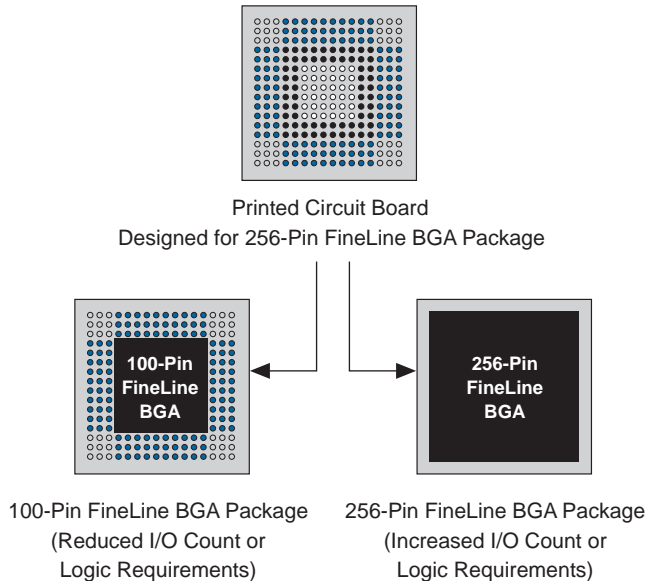 Printed Circuit Board
Designed for 256-Pin FineLine BGA Package
100-Pin
FineLine
BGA
256-Pin
FineLine
BGA
100-Pin FineLine BGA Package
(Reduced I/O Count or
Logic Requirements)
256-Pin FineLine BGA Package
(Increased I/O Count or
Logic Requirements)